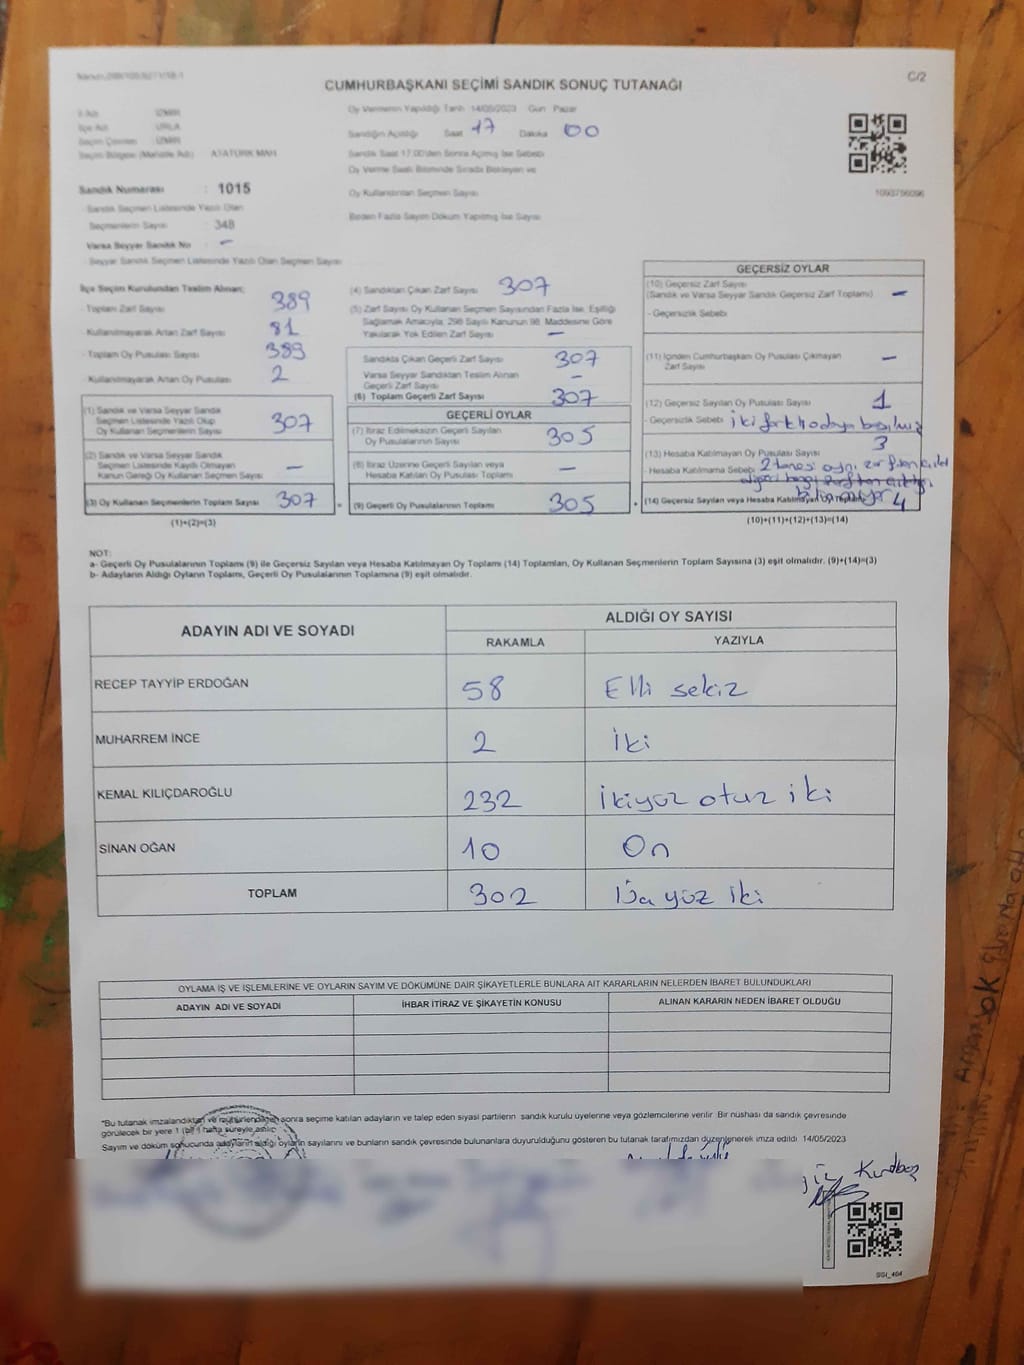 C/2
CUMHURBAŞKANI SEÇİMİ SANDIK SONUÇ TUTANAĞI
İl Adı : İZMİR
İlçe Adı : URLA
Seçim Çevresi : İZMİR
Seçim Bölgesi (Mahalle Adı) : ATATÜRK MAH
Sandık Numarası : 1015
Sandık Seçmen Listesinde Yazılı Olan
Seçmenlerin Sayısı : 348
Varsa Seyyar Sandık No : -
Seyyar Sandık Seçmen Listesinde Yazılı Olan Seçmen Sayısı
Oy Vermenin Yapıldığı Tarih 14/05/2023 Gün Pazar
Sandığın Açıldığı Saat 17 Dakika 00
Sandık Saat 17.00'den Sonra Açılmış İse Sebebi
Oy Verme Saati Bitiminde Sırada Bekleyen ve
Oy Kullandırılan Seçmen Sayısı
Birden Fazla Sayım Döküm Yapılmış İse Sayısı
1093756096
İlçe Seçim Kurulundan Teslim Alınan;
- Toplam Zarf Sayısı 389
- Kullanılmayarak Artan Zarf Sayısı 81
- Toplam Oy Pusulası Sayısı 389
- Kullanılmayarak Artan Oy Pusulası 2
(1) Sandık ve Varsa Seyyar Sandık
Seçmen Listesinde Yazılı Olup
Oy Kullanan Seçmenlerin Sayısı 307
(2) Sandık ve Varsa Seyyar Sandık
Seçmen Listesinde Kayıtlı Olmayan
Kanun Gereği Oy Kullanan Seçmen Sayısı -
(3) Oy Kullanan Seçmenlerin Toplam Sayısı 307 =
(1)+(2)=(3)
(4) Sandıktan Çıkan Zarf Sayısı 307
(5) Zarf Sayısı Oy Kullanan Seçmen Sayısından Fazla İse, Eşitliği
Sağlamak Amacıyla, 298 Sayılı Kanunun 98. Maddesine Göre
Yakılarak Yok Edilen Zarf Sayısı -
Sandıkta Çıkan Geçerli Zarf Sayısı 307
Varsa Seyyar Sandıktan Teslim Alınan
Geçerli Zarf Sayısı -
(6) Toplam Geçerli Zarf Sayısı 307
GEÇERLİ OYLAR
(7) İtiraz Edilmeksizin Geçerli Sayılan
Oy Pusulalarının Sayısı 305
(8) İtiraz Üzerine Geçerli Sayılan veya
Hesaba Katılan Oy Pusulası Toplamı -
(9) Geçerli Oy Pusulalarının Toplamı 305 +
GEÇERSİZ OYLAR
(10) Geçersiz Zarf Sayısı
(Sandık ve Varsa Seyyar Sandık Geçersiz Zarf Toplamı) -
- Geçersizlik Sebebi
(11) İçinden Cumhurbaşkanı Oy Pusulası Çıkmayan
Zarf Sayısı -
(12) Geçersiz Sayılan Oy Pusulası Sayısı 1
- Geçersizlik Sebebi iki farklı adaya basılmış
(13) Hesaba Katılmayan Oy Pusulası Sayısı 3
- Hesaba Katılmama Sebebi 2 tanesi aynı zarftan
(14) Geçersiz Sayılan veya Hesaba Katılmayan 4
(10)+(11)+(12)+(13)=(14)
NOT:
a- Geçerli Oy Pusulalarının Toplamı (9) ile Geçersiz Sayılan veya Hesaba Katılmayan Oy Toplamı (14) Toplamları, Oy Kullanan Seçmenlerin Toplam Sayısına (3) eşit olmalıdır. (9)+(14)=(3)
b- Adayların Aldığı Oyların Toplamı, Geçerli Oy Pusulalarının Toplamına (9) eşit olmalıdır.
ADAYIN ADI VE SOYADI ALDIĞI OY SAYISI
RAKAMLA YAZIYLA
RECEP TAYYİP ERDOĞAN 58 Elli sekiz
MUHARREM İNCE 2 İki
KEMAL KILIÇDAROĞLU 232 İkiyüz otuz iki
SİNAN OĞAN 10 On
TOPLAM 302 yüz iki
OYLAMA İŞ VE İŞLEMLERİNE VE OYLARIN SAYIM VE DÖKÜMÜNE DAİR ŞİKAYETLERLE BUNLARA AİT KARARLARIN NELERDEN İBARET BULUNDUKLARI
ADAYIN ADI VE SOYADI İHBAR İTİRAZ VE ŞİKAYETİN KONUSU ALINAN KARARIN NEDEN İBARET OLDUĞU
"Bu tutanak imzalandıktan ve mühürlendikten sonra seçime katılan adayların ve talep eden siyasi partilerin sandık kurulu üyelerine veya gözlemcilerine verilir. Bir nüshası da sandık çevresinde
görülecek bir yere 1 (bir) hafta süreyle asılır.
Sayım ve döküm sonucunda adayların aldığı oyların sayılarını ve bunların sandık çevresinde bulunanlara duyurulduğunu gösteren bu tutanak tarafımızdan düzenlenerek imza edildi 14/05/2023
SGI_404